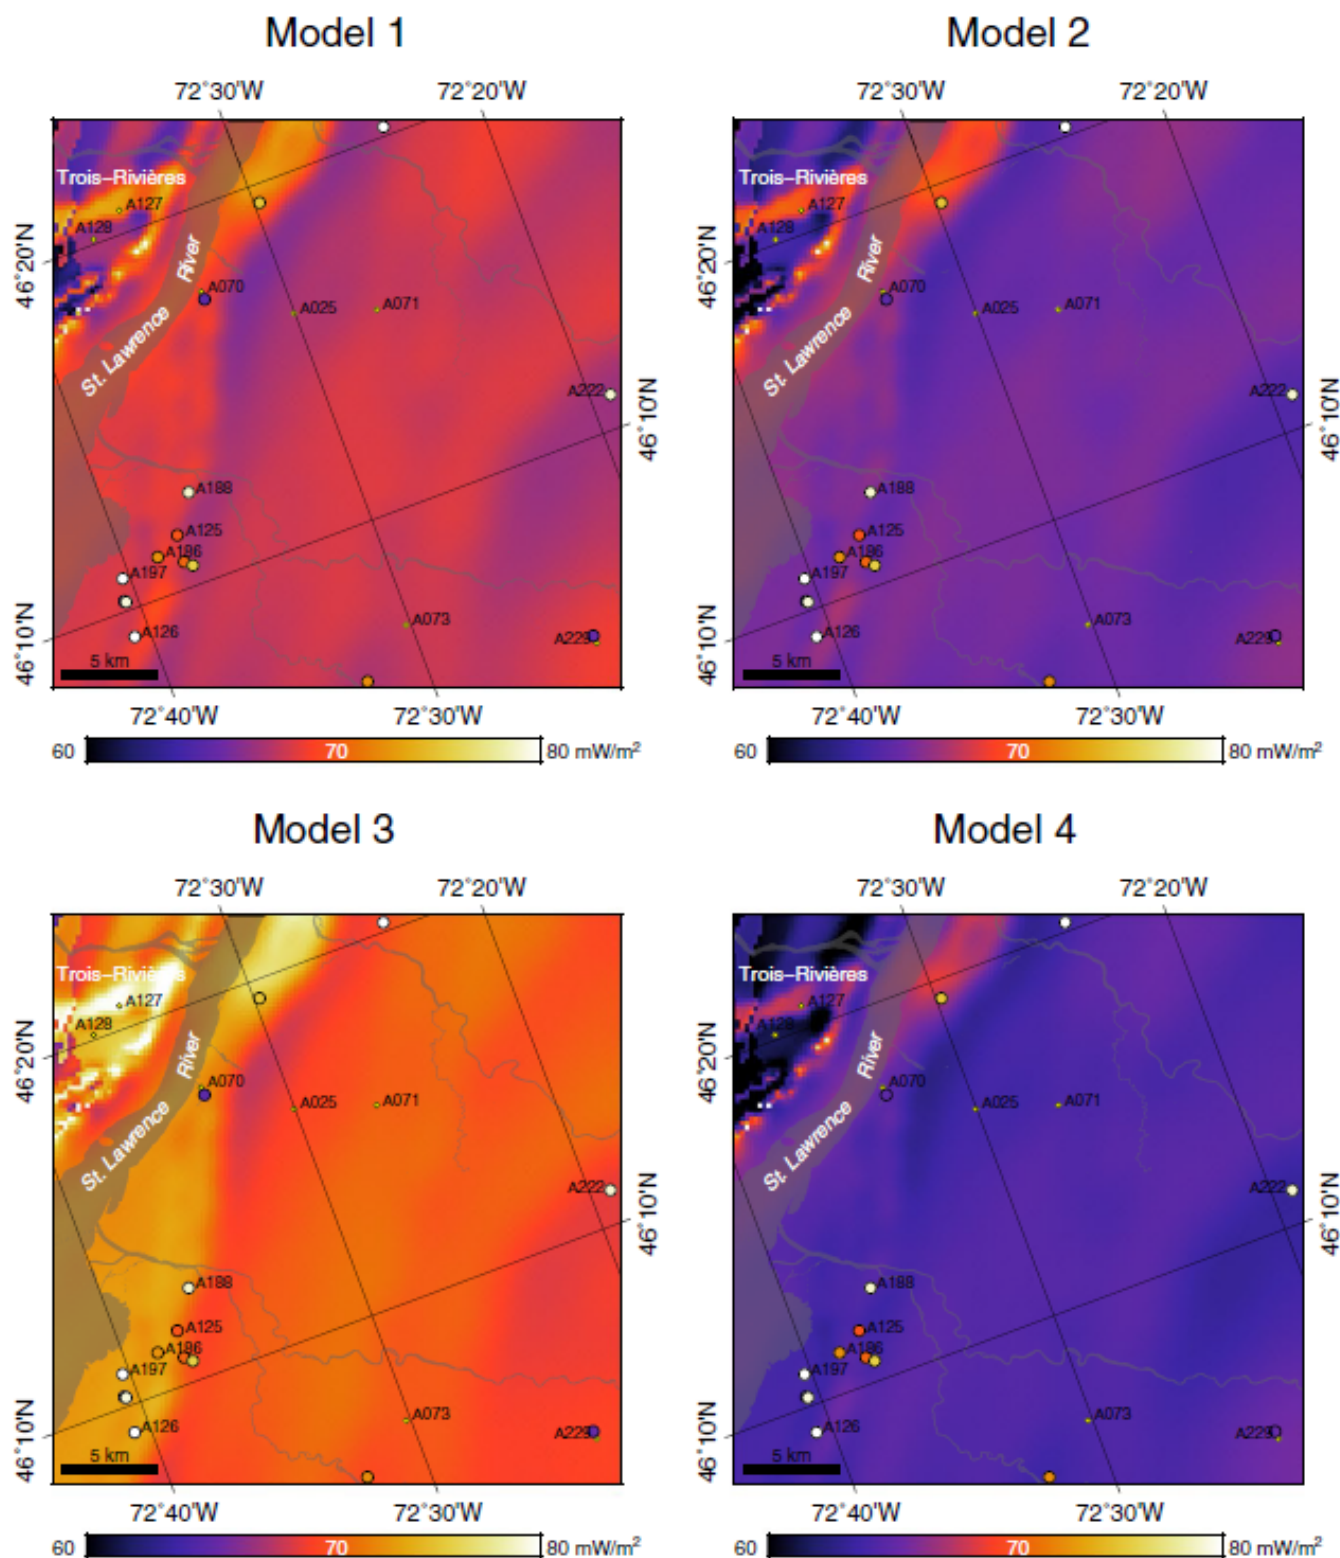 Model 1
72°30'W 72°20'W
Trois–Rivières
A127
A128
46°20'N
River
A070
A025
A071
St. Lawrence
A222
46°10'N
A188
A125
A186
A197
A126
A073
A229
46°10'N
5 km
72°40'W 72°30'W
60 70 80 mW/m²
Model 2
72°30'W 72°20'W
Trois–Rivières
A127
A128
46°20'N
River
A070
A025
A071
St. Lawrence
A222
46°10'N
A188
A125
A186
A197
A126
A073
A229
46°10'N
5 km
72°40'W 72°30'W
60 70 80 mW/m²
Model 3
72°30'W 72°20'W
Trois–Rivières
A127
A128
46°20'N
River
A070
A025
A071
St. Lawrence
A222
46°10'N
A188
A125
A186
A197
A126
A073
A229
46°10'N
5 km
72°40'W 72°30'W
60 70 80 mW/m²
Model 4
72°30'W 72°20'W
Trois–Rivières
A127
A128
46°20'N
River
A070
A025
A071
St. Lawrence
A222
46°10'N
A188
A125
A186
A197
A126
A073
A229
46°10'N
5 km
72°40'W 72°30'W
60 70 80 mW/m²